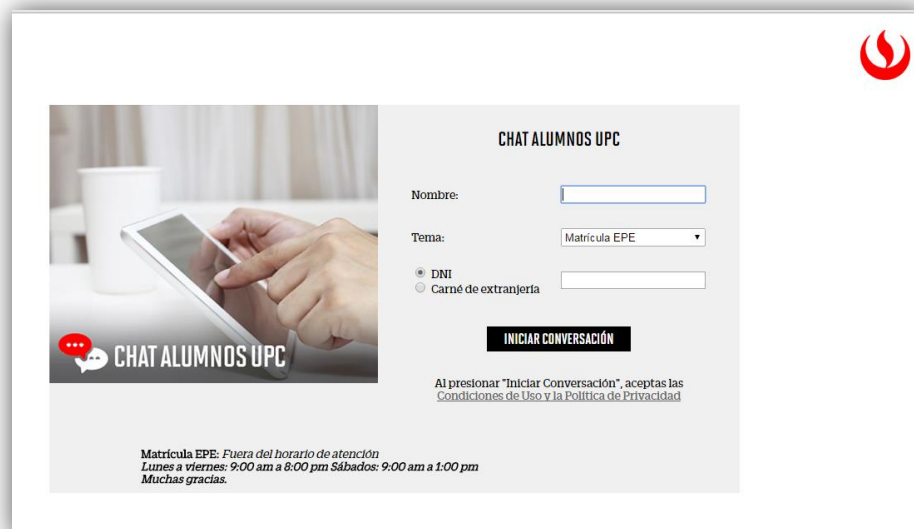 CHAT ALUMNOS UPC
CHAT ALUMNOS UPC
Nombre:
Tema:
Matrícula EPE
DNI
Carné de extranjería
INICIAR CONVERSACIÓN
Al presionar "Iniciar Conversación", aceptas las
Condiciones de Uso y la Política de Privacidad
Matrícula EPE: Fuera del horario de atención
Lunes a viernes: 9:00 am a 8:00 pm Sábados: 9:00 am a 1:00 pm
Muchas gracias.